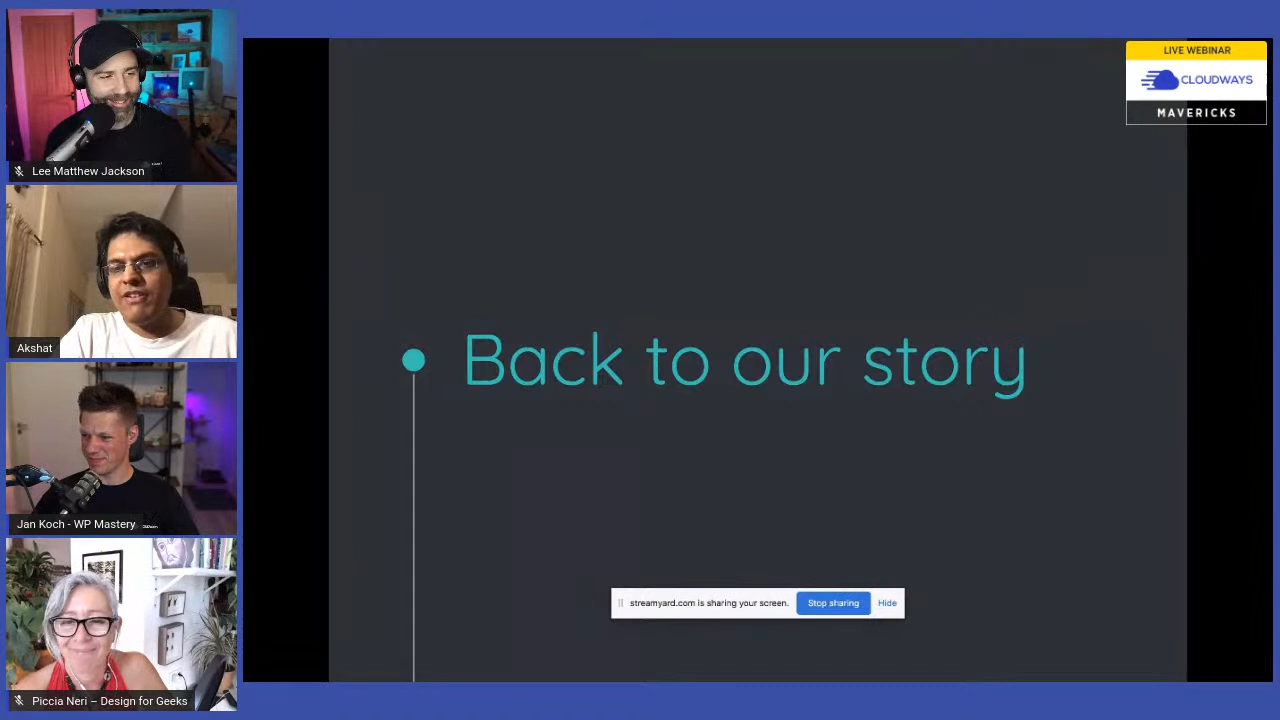 Lee Matthew Jackson
Akshat
Jan Koch - WP Mastery
Piccia Neri – Design for Geeks
LIVE WEBINAR
CLOUDWAYS
MAVERICKS
Back to our story
streamyard.com is sharing your screen.
Stop sharing
Hide